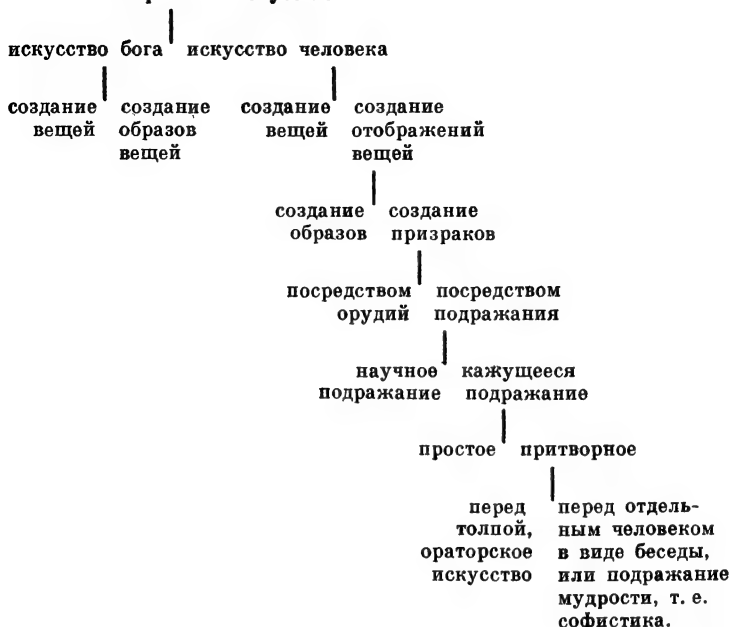 искусство бога искусство человека
создание создание создание создание
вещей образов вещей отображений
вещей вещей
создание создание
образов призраков
посредством посредством
орудий подражания
научное кажущееся
подражание подражание
простое притворное
перед перед отдель-
толпой, ным человеком
ораторское в виде беседы,
искусство или подражание
мудрости, т. е.
софистика.